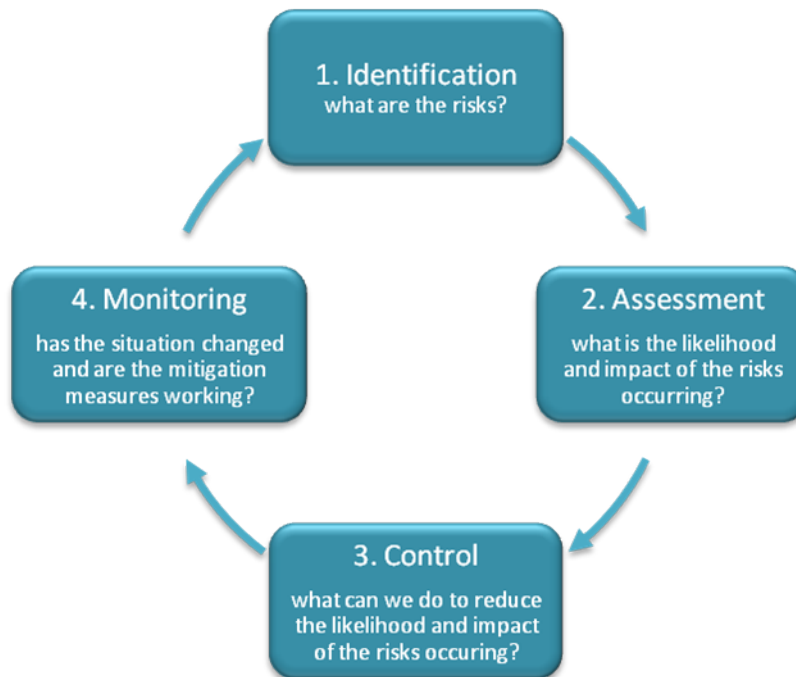 1. Identification
what are the risks?
2. Assessment
what is the likelihood
and impact of the risks
occurring?
3. Control
what can we do to reduce
the likelihood and impact
of the risks occuring?
4. Monitoring
has the situation changed
and are the mitigation
measures working?